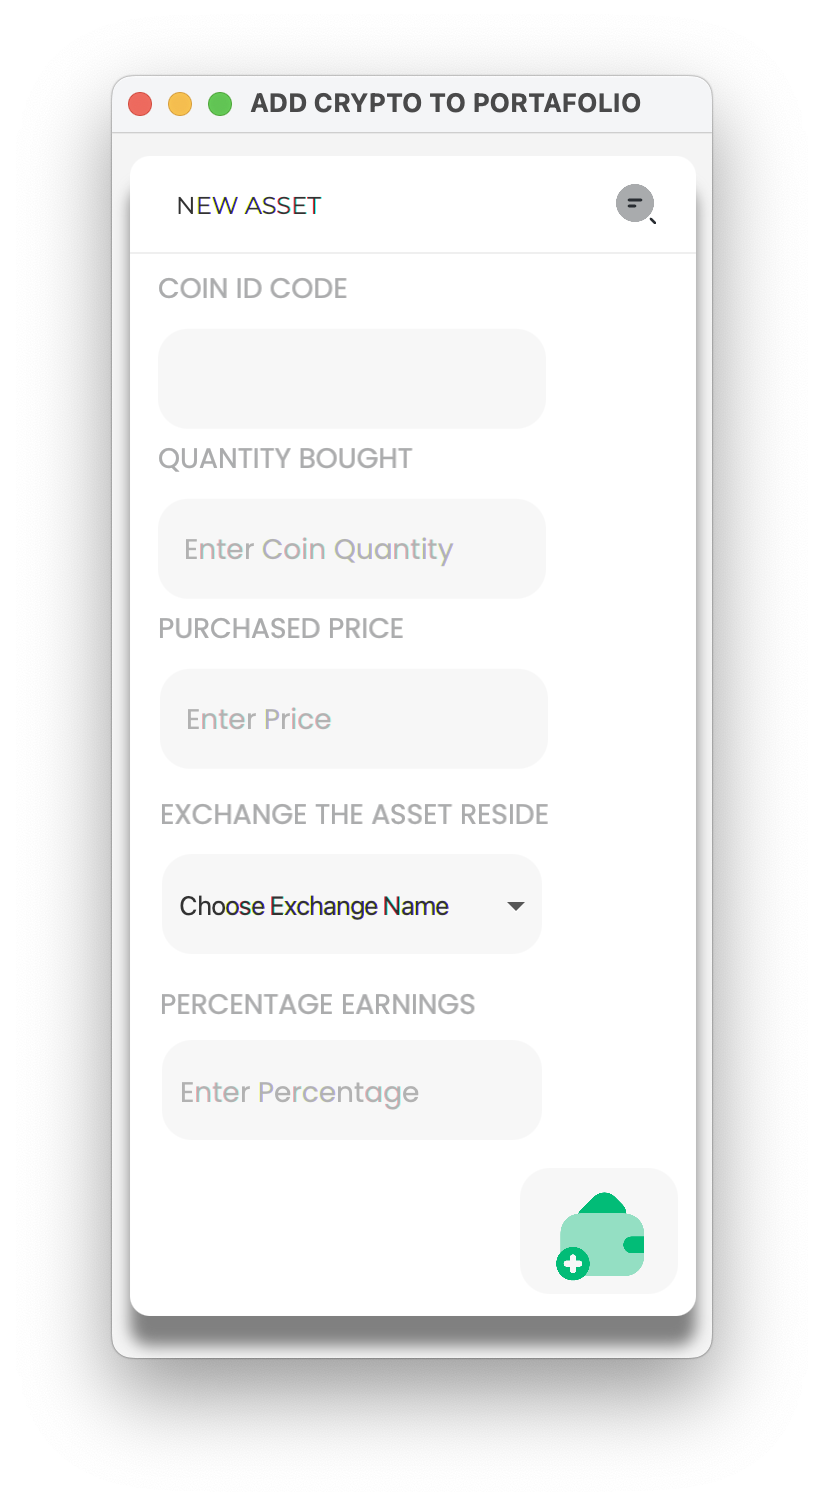 ADD CRYPTO TO PORTAFOLIO
NEW ASSET
COIN ID CODE
QUANTITY BOUGHT
Enter Coin Quantity
PURCHASED PRICE
Enter Price
EXCHANGE THE ASSET RESIDE
Choose Exchange Name
PERCENTAGE EARNINGS
Enter Percentage